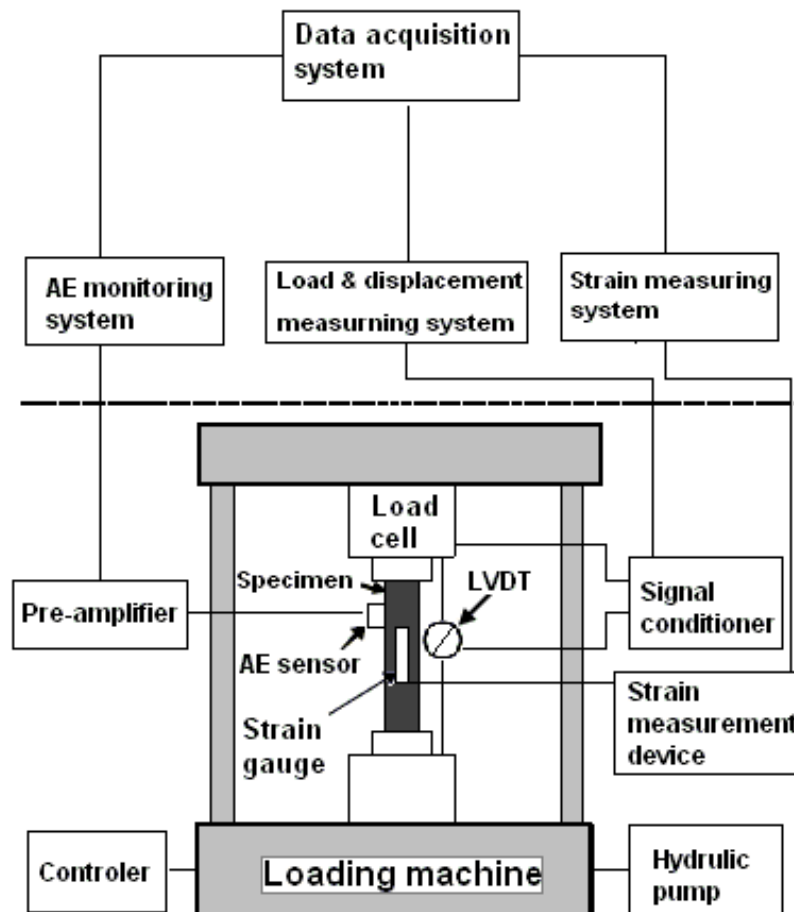 Data acquisition
system
AE monitoring
system
Load & displacement
measurning system
Strain measuring
system
Load
cell
Specimen
LVDT
Pre-amplifier
Signal
conditioner
AE sensor
Strain
gauge
Strain
measurement
device
Controler
Loading machine
Hydrulic
pump